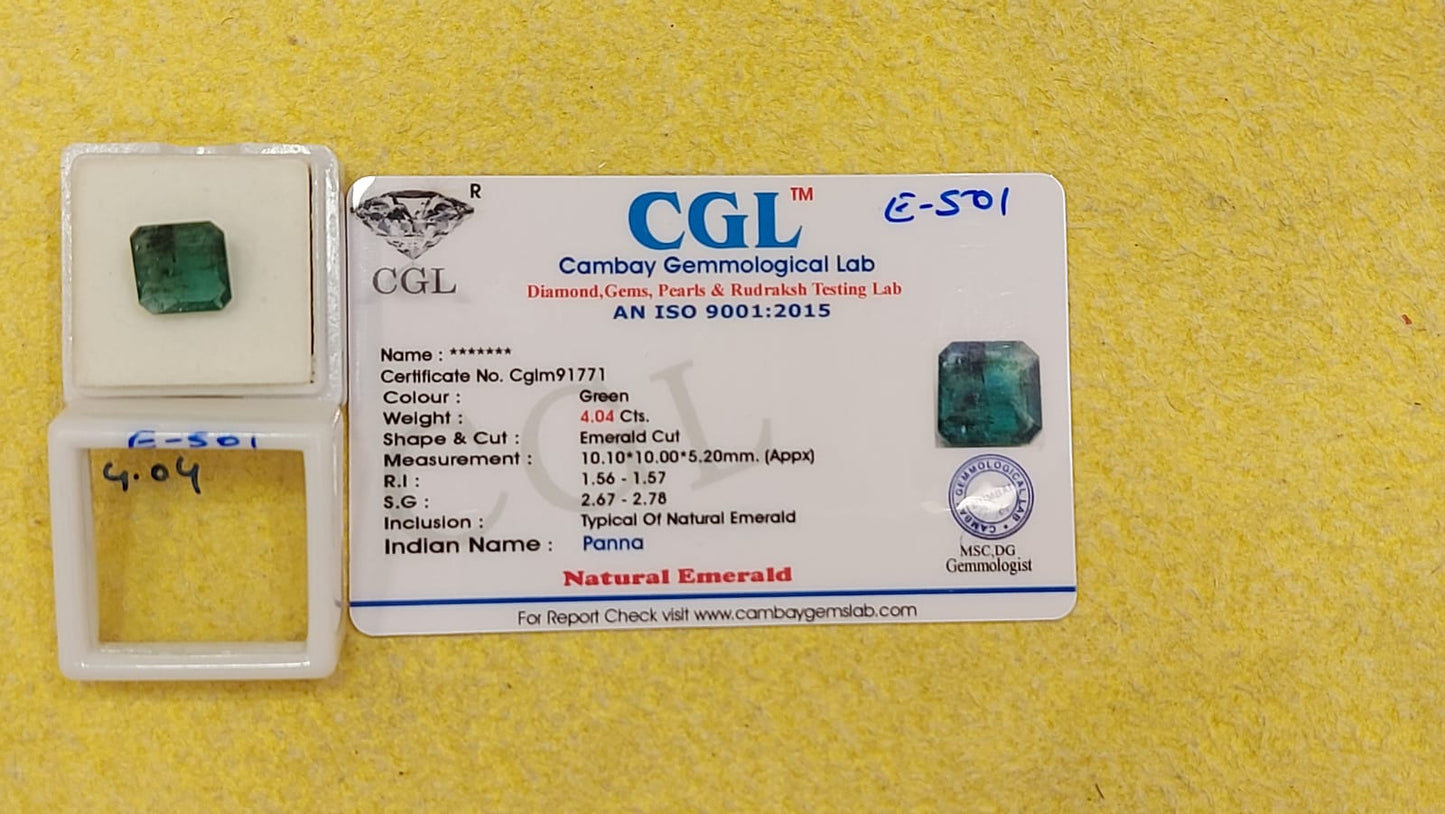 E-501
4.04
R
CGL
CGL™
E-501
Cambay Gemmological Lab
Diamond,Gems, Pearls & Rudraksh Testing Lab
AN ISO 9001:2015
Name : *******
Certificate No. Cglm91771
Colour : Green
Weight : 4.04 Cts.
Shape & Cut : Emerald Cut
Measurement : 10.10*10.00*5.20mm. (Appx)
R.I : 1.56 - 1.57
S.G : 2.67 - 2.78
Inclusion : Typical Of Natural Emerald
Indian Name : Panna
Natural Emerald
CGL
GEMMOLOGICAL LAB
MSC,DG
Gemmologist
For Report Check visit www.cambaygemslab.com